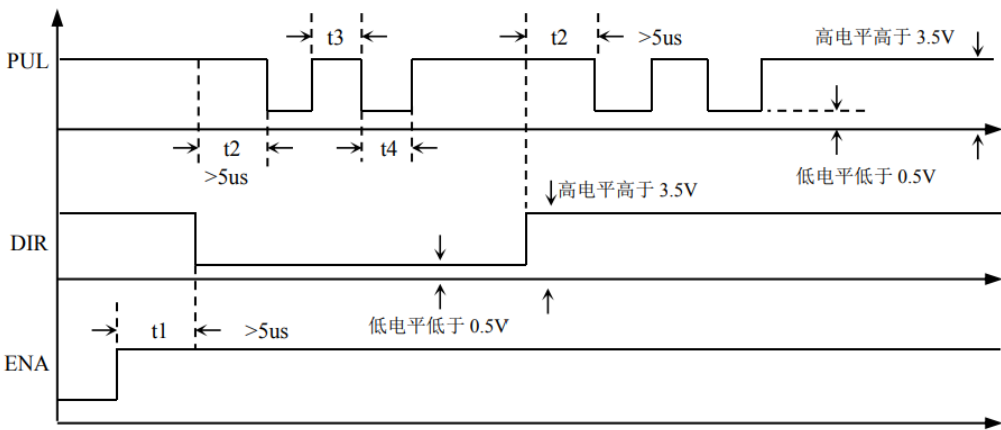 t3
t2
>5us
高电平高于 3.5V
PUL
t2
t4
>5us
低电平低于 0.5V
高电平高于 3.5V
DIR
t1
>5us
低电平低于 0.5V
ENA